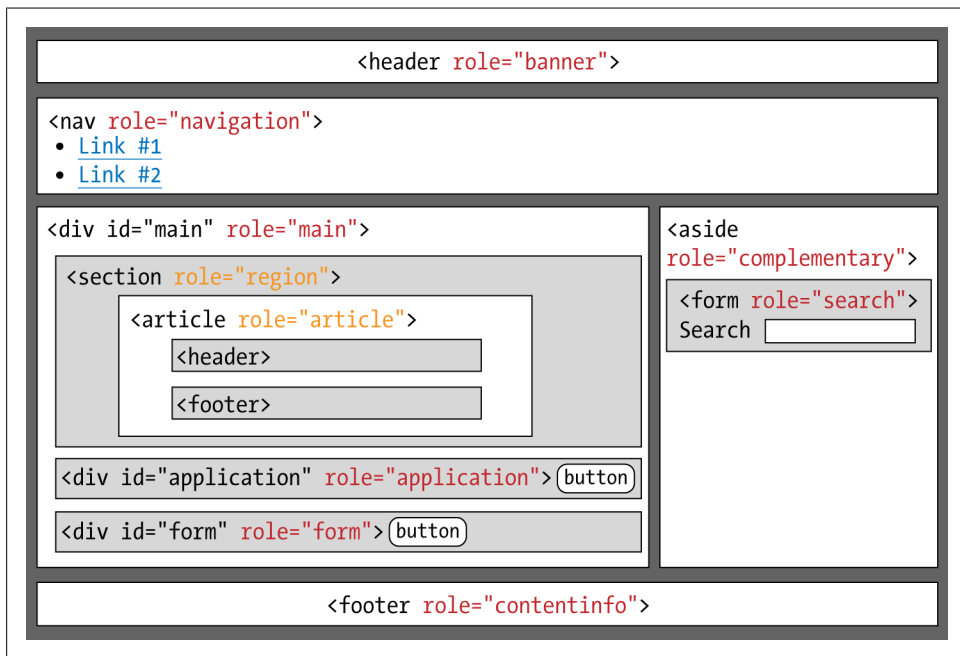 <header role="banner">
<nav role="navigation">
• Link #1
• Link #2
<div id="main" role="main">
<section role="region">
<article role="article">
<header>
<footer>
<div id="application" role="application"> button
<div id="form" role="form"> button
<aside
role="complementary">
<form role="search">
Search
<footer role="contentinfo">